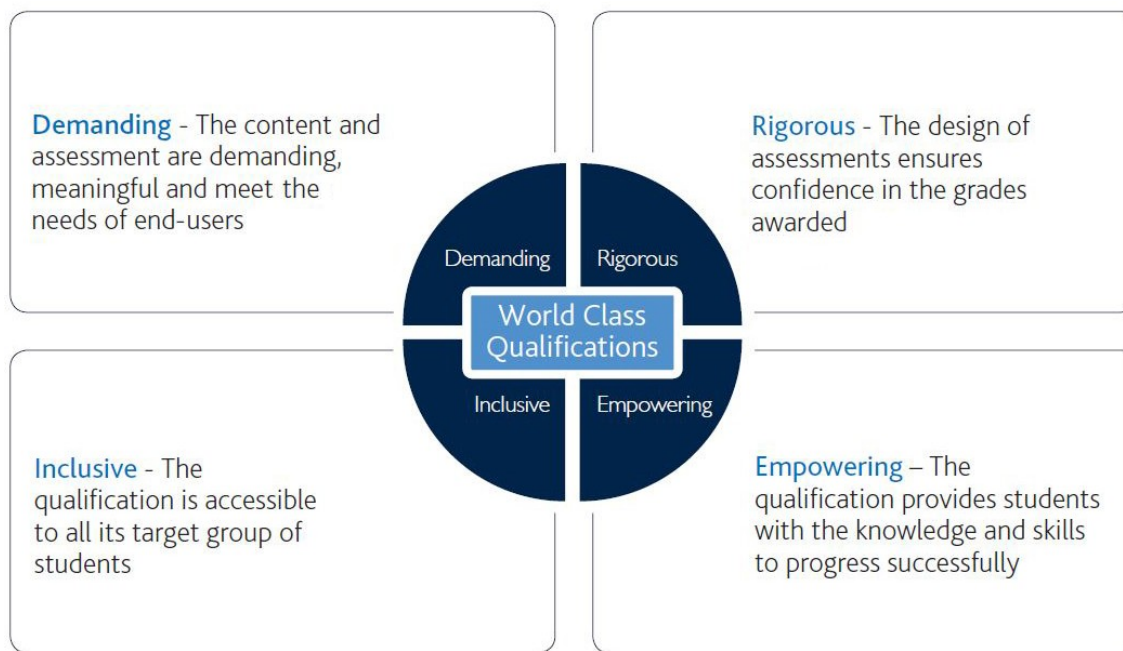 Demanding - The content and
assessment are demanding,
meaningful and meet the
needs of end-users
Rigorous - The design of
assessments ensures
confidence in the grades
awarded
Demanding
Rigorous
World Class
Qualifications
Inclusive
Empowering
Inclusive - The
qualification is accessible
to all its target group of
students
Empowering – The
qualification provides students
with the knowledge and skills
to progress successfully